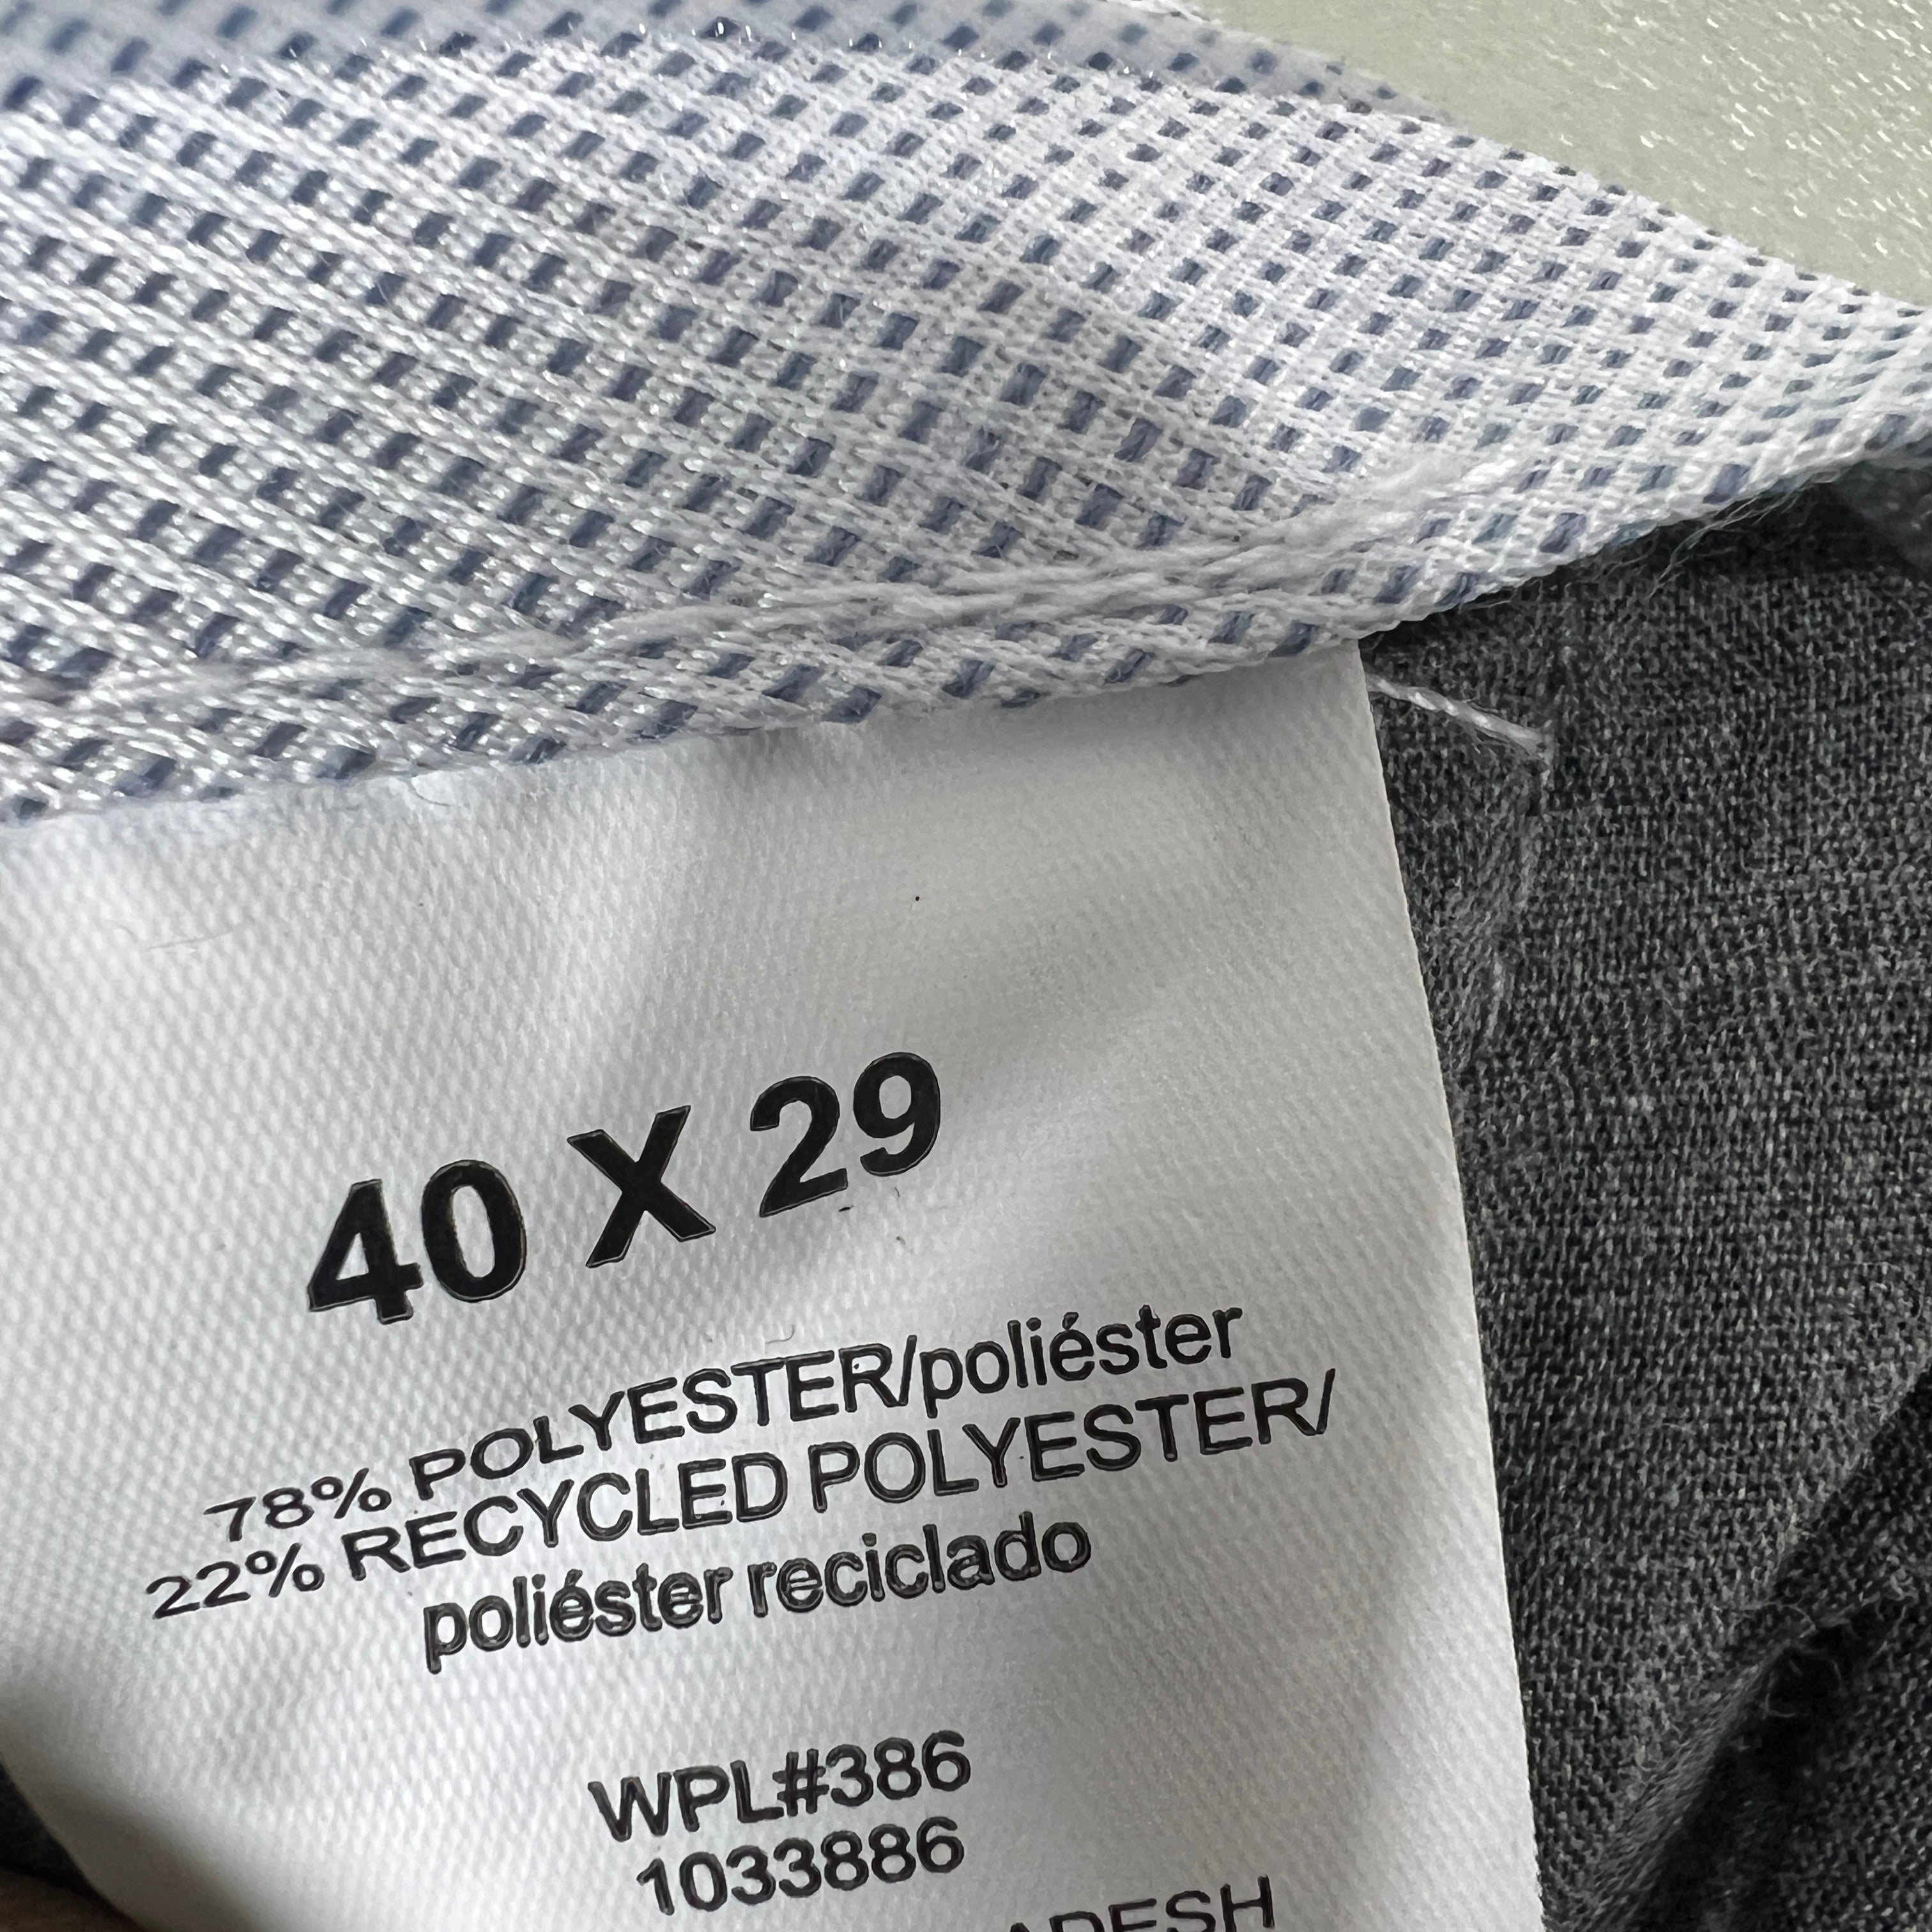 40 X 29
78% POLYESTER/poliéster
22% RECYCLED POLYESTER/
poliéster reciclado
WPL#386
1033886